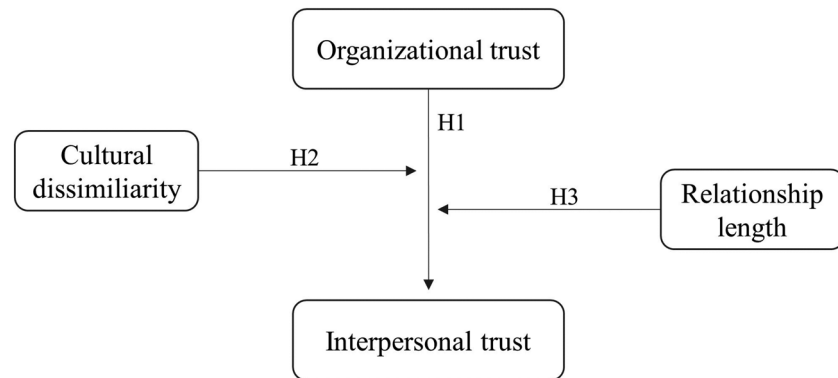 Organizational trust
H1
Cultural
dissimiliarity
H2
H3
Relationship
length
Interpersonal trust